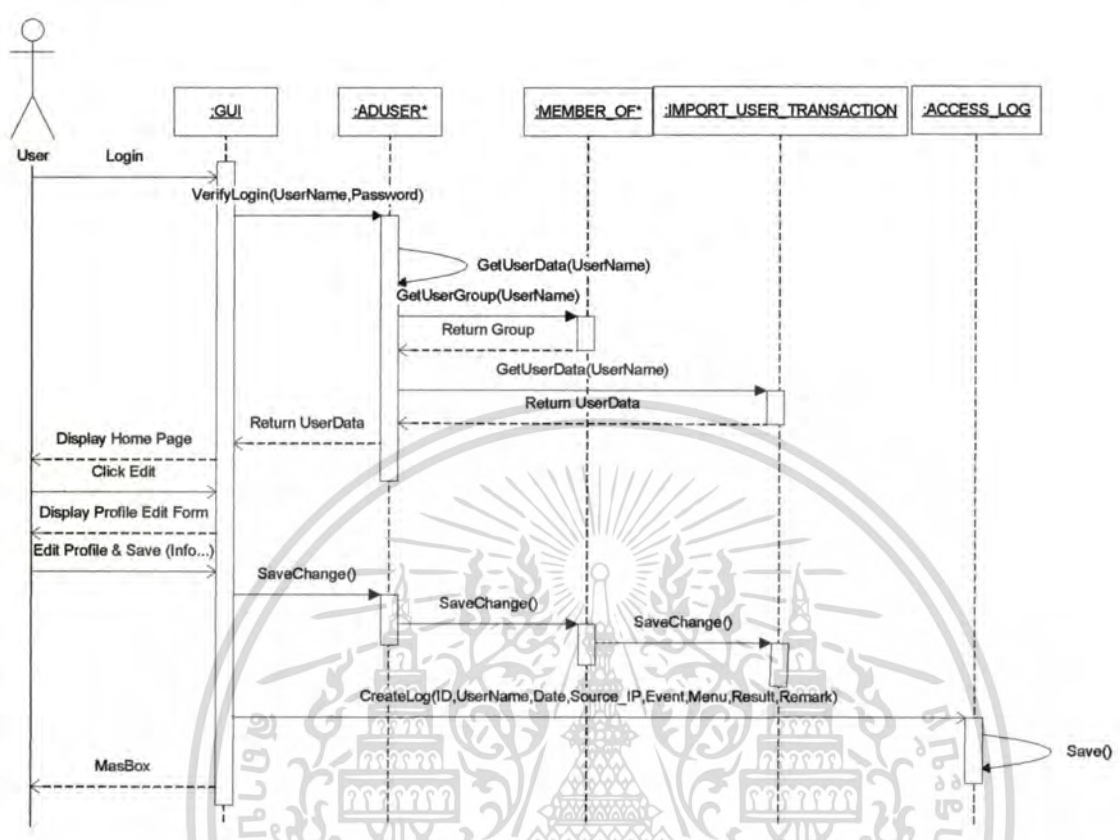 :GUI
:ADUSER*
:MEMBER_OF*
:IMPORT_USER_TRANSACTION
:ACCESS_LOG
User
Login
VerifyLogin(UserName,Password)
GetUserData(UserName)
GetUserGroup(UserName)
Return Group
GetUserData(UserName)
Return UserData
Return UserData
Display Home Page
Click Edit
Display Profile Edit Form
Edit Profile & Save (Info...)
SaveChange()
SaveChange()
SaveChange()
CreateLog(ID,UserName,Date,Source_IP,Event,Menu,Result,Remark)
Save()
MasBox